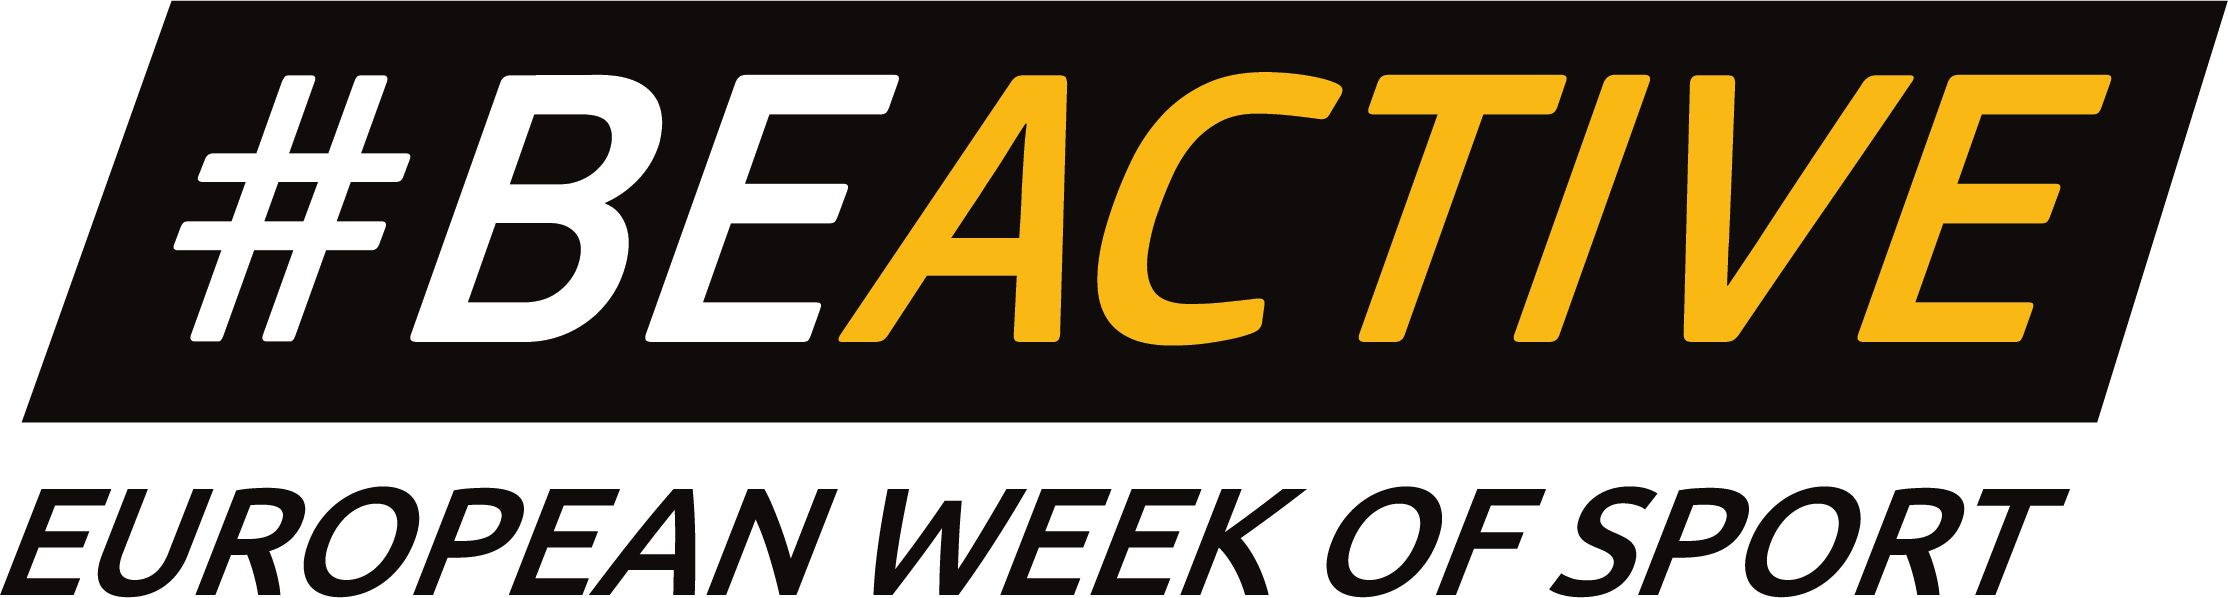 #BEACTIVE
EUROPEAN WEEK OF SPORT